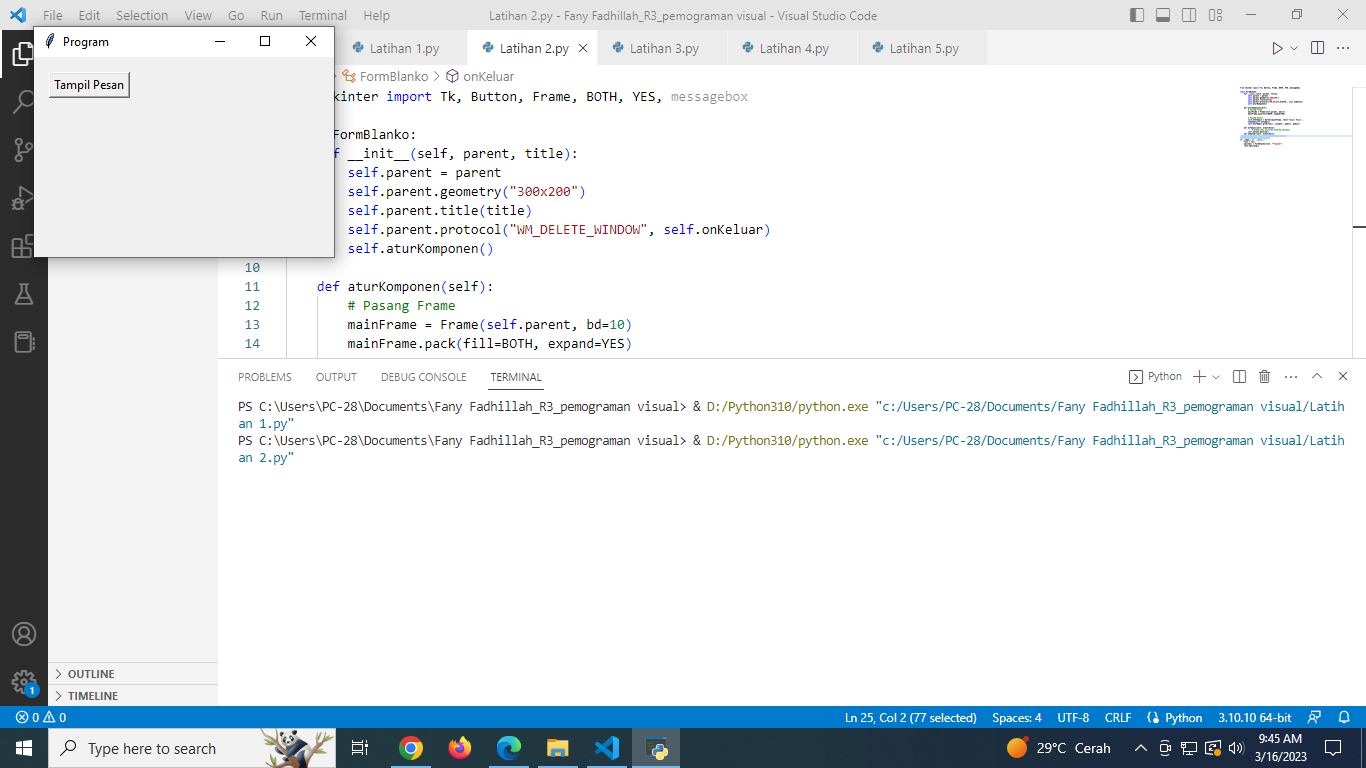 File Edit Selection View Go Run Terminal Help
Latihan 2.py - Fany Fadhillah_R3_pemograman visual - Visual Studio Code
Program
Tampil Pesan
Latihan 1.py
Latihan 2.py
Latihan 3.py
Latihan 4.py
Latihan 5.py
FormBlanko > onKeluar
kinter import Tk, Button, Frame, BOTH, YES, messagebox
FormBlanko:
f __init__(self, parent, title):
self.parent = parent
self.parent.geometry("300x200")
self.parent.title(title)
self.parent.protocol("WM_DELETE_WINDOW", self.onKeluar)
self.aturKomponen()
10
11 def aturKomponen(self):
12 # Pasang Frame
13 mainFrame = Frame(self.parent, bd=10)
14 mainFrame.pack(fill=BOTH, expand=YES)
PROBLEMS OUTPUT DEBUG CONSOLE TERMINAL
Python
PS C:\Users\PC-28\Documents\Fany Fadhillah_R3_pemograman visual> & D:/Python310/python.exe "c:/Users/PC-28/Documents/Fany Fadhillah_R3_pemograman visual/Latih
an 1.py"
PS C:\Users\PC-28\Documents\Fany Fadhillah_R3_pemograman visual> & D:/Python310/python.exe "c:/Users/PC-28/Documents/Fany Fadhillah_R3_pemograman visual/Latih
an 2.py"
OUTLINE
TIMELINE
1
0 0
Ln 25, Col 2 (77 selected) Spaces: 4 UTF-8 CRLF Python 3.10.10 64-bit
Type here to search
29°C Cerah
9:45 AM
3/16/2023